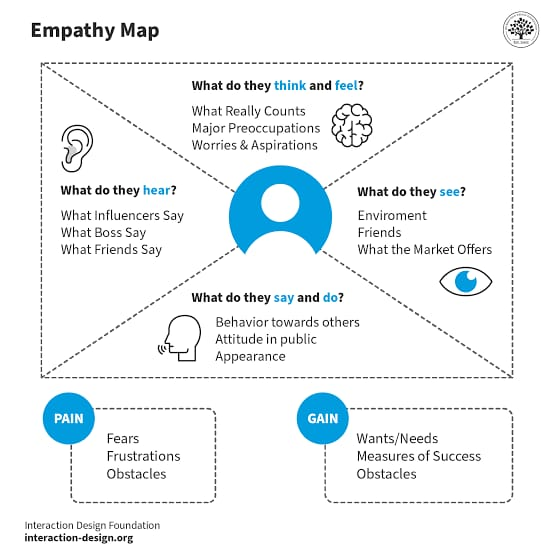 Empathy Map
What do they think and feel?
What Really Counts
Major Preoccupations
Worries & Aspirations
What do they hear?
What Influencers Say
What Boss Say
What Friends Say
What do they see?
Enviroment
Friends
What the Market Offers
What do they say and do?
Behavior towards others
Attitude in public
Appearance
PAIN
Fears
Frustrations
Obstacles
GAIN
Wants/Needs
Measures of Success
Obstacles
Interaction Design Foundation
interaction-design.org